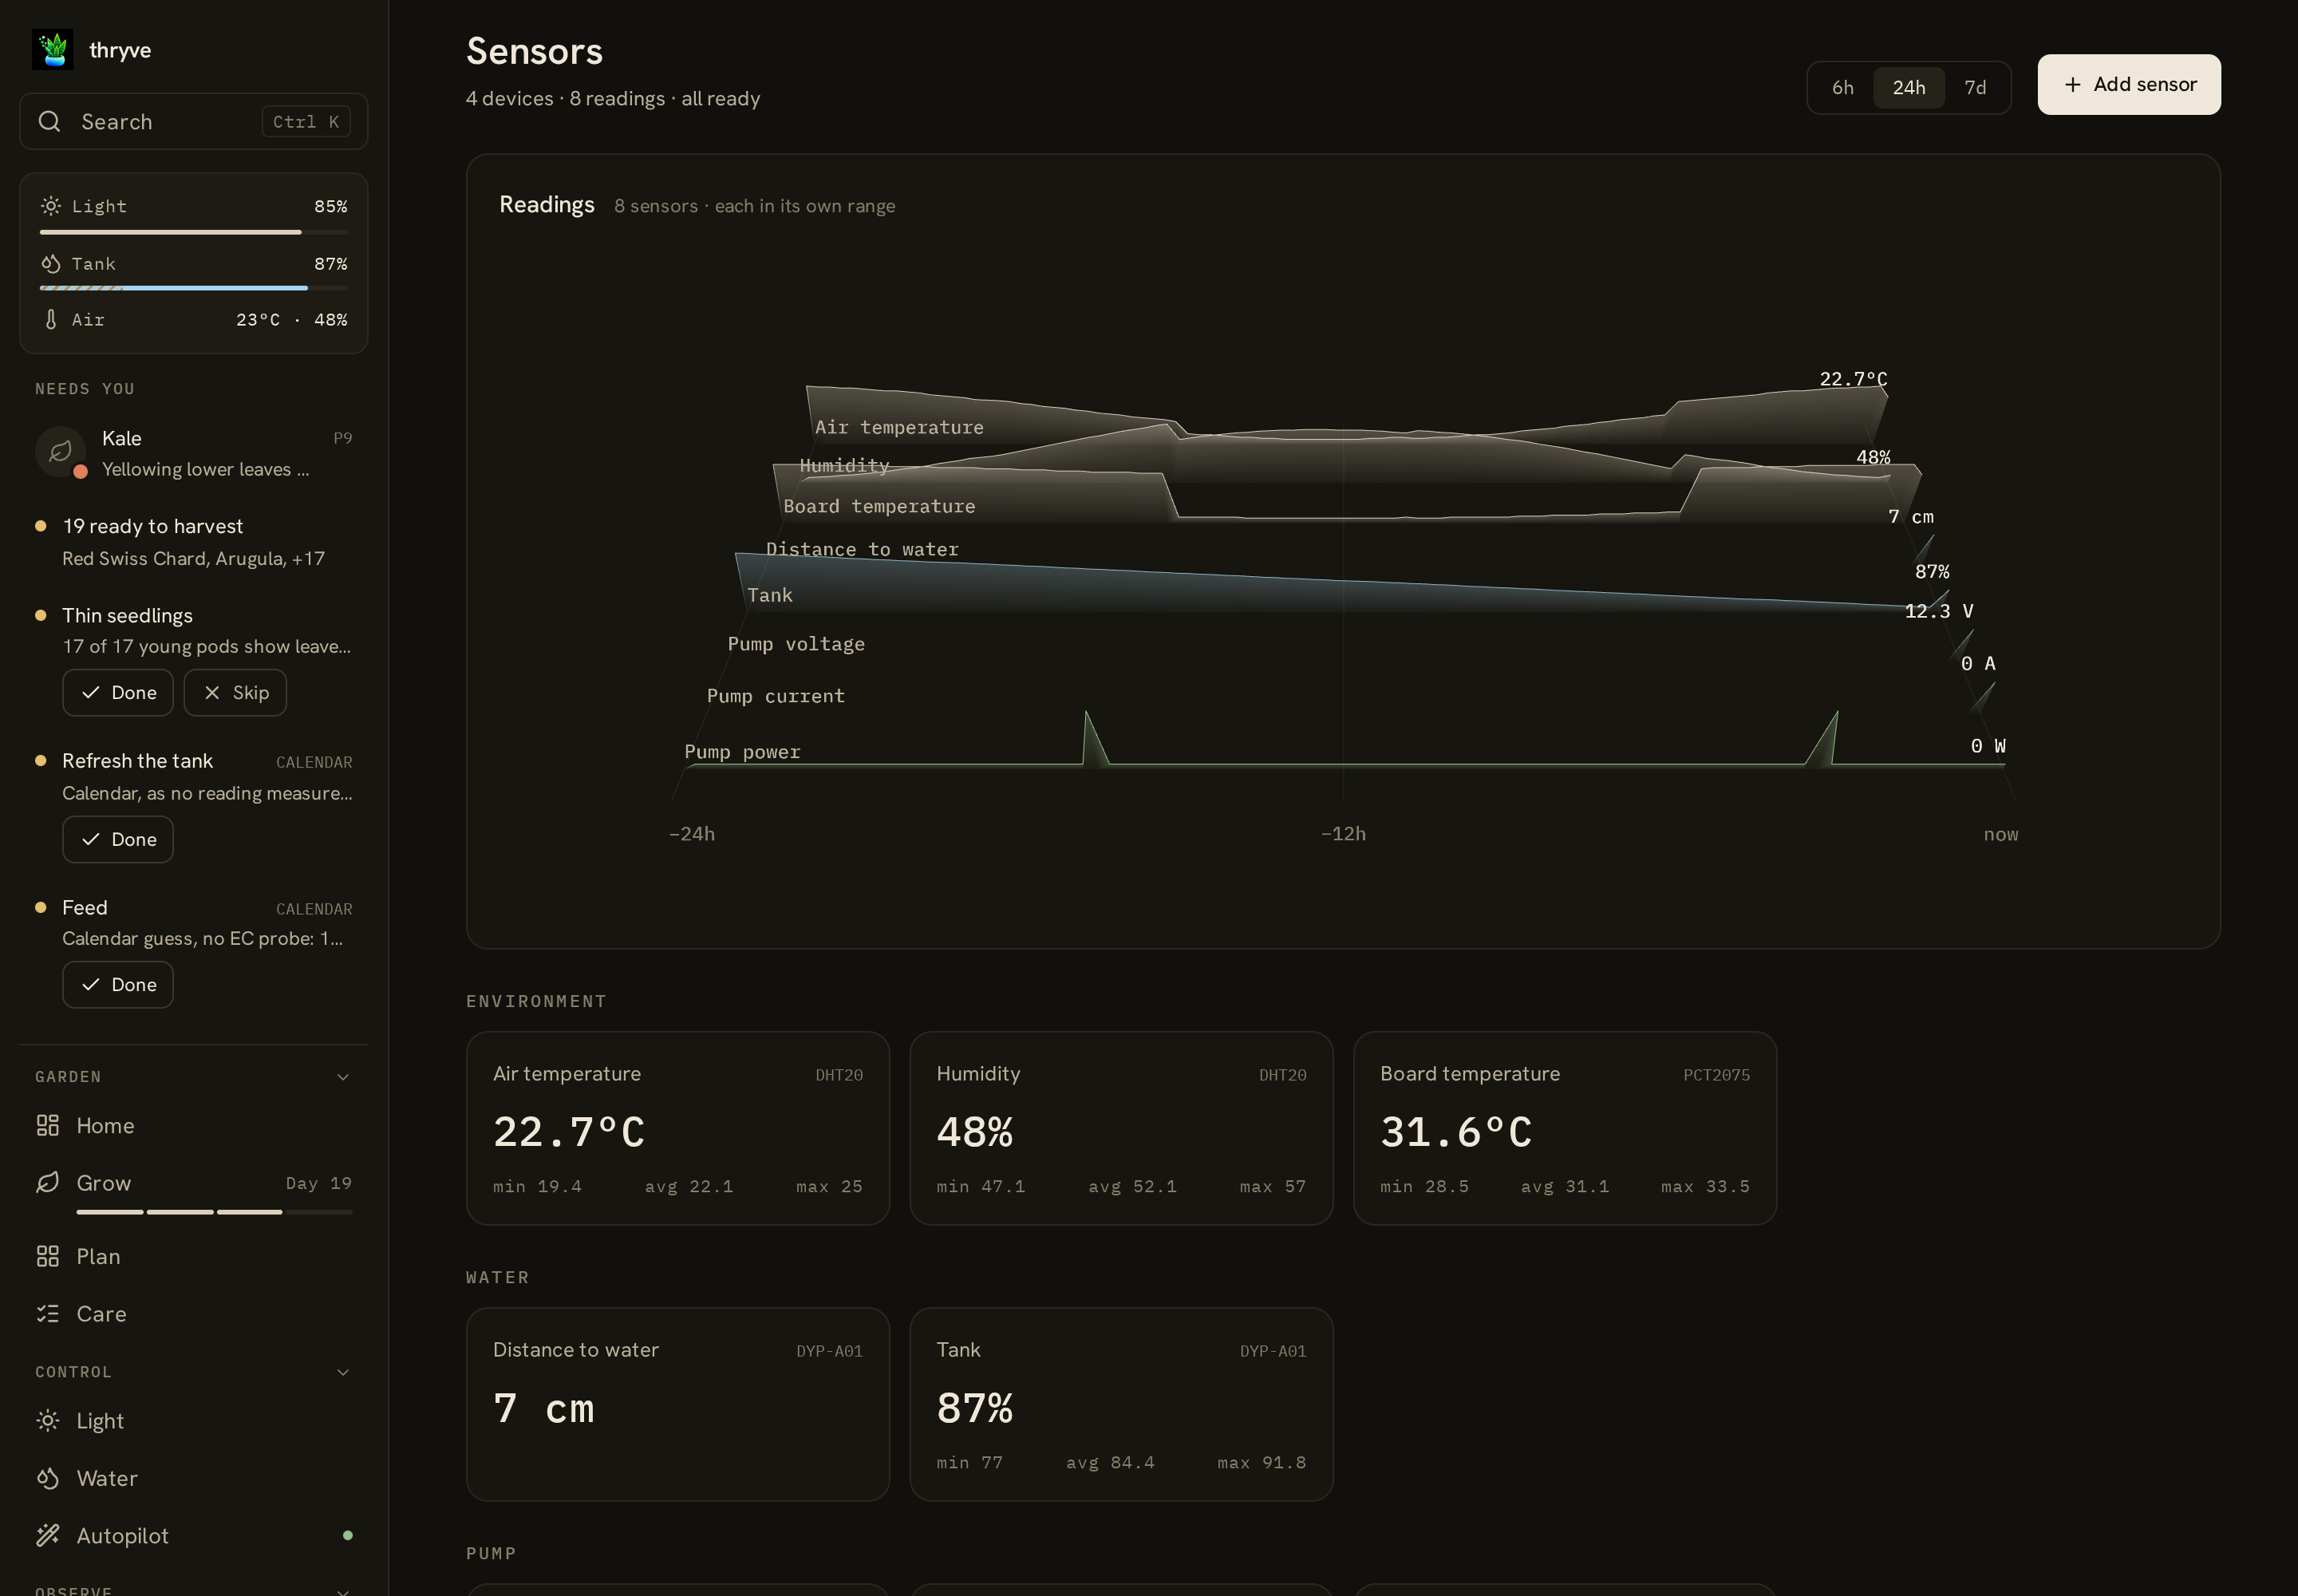 thryve
Search
Ctrl K
Light 85%
Tank 87%
Air 23°C · 48%
NEEDS YOU
Kale P9
Yellowing lower leaves ...
19 ready to harvest
Red Swiss Chard, Arugula, +17
Thin seedlings
17 of 17 young pods show leave...
Done Skip
Refresh the tank CALENDAR
Calendar, as no reading measure...
Done
Feed CALENDAR
Calendar guess, no EC probe: 1...
Done
GARDEN
Home
Grow Day 19
Plan
Care
CONTROL
Light
Water
Autopilot
OBSERVE
Sensors
4 devices · 8 readings · all ready
6h 24h 7d
+ Add sensor
Readings 8 sensors · each in its own range
22.7°C
Air temperature
48%
Humidity
Board temperature
7 cm
Distance to water
87%
Tank
12.3 V
Pump voltage
0 A
Pump current
0 W
Pump power
−24h −12h now
ENVIRONMENT
Air temperature DHT20
22.7°C
min 19.4 avg 22.1 max 25
Humidity DHT20
48%
min 47.1 avg 52.1 max 57
Board temperature PCT2075
31.6°C
min 28.5 avg 31.1 max 33.5
WATER
Distance to water DYP-A01
7 cm
Tank DYP-A01
87%
min 77 avg 84.4 max 91.8
PUMP